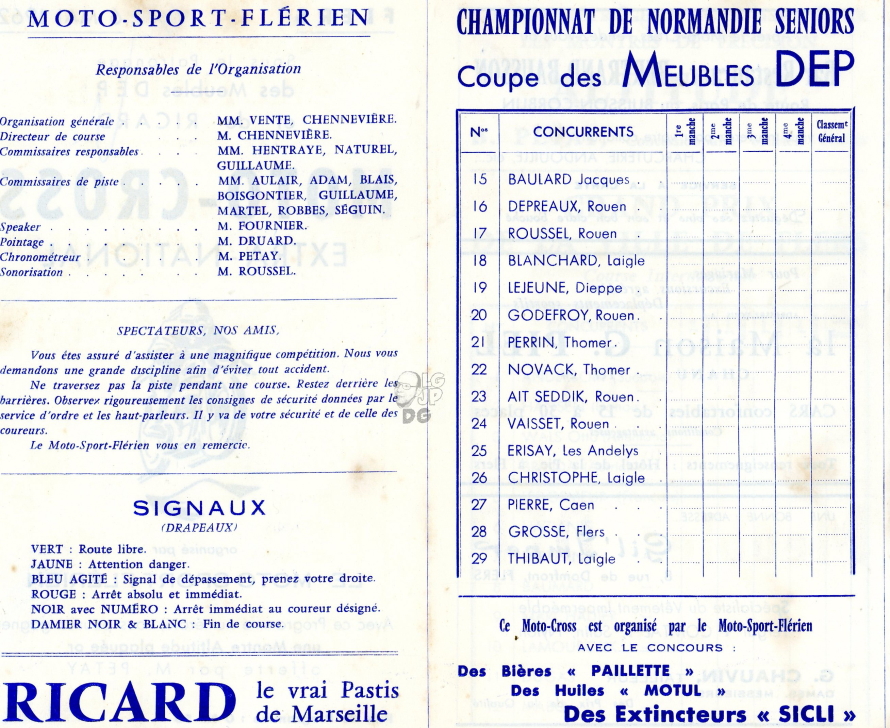 MOTO-SPORT-FLÉRIEN
Responsables de l'Organisation
Organisation générale . . . . . MM. VENTE, CHENNEVIÈRE.
Directeur de course . . . . . M. CHENNEVIÈRE.
Commissaires responsables . . . . MM. HENTRAYE, NATUREL,
GUILLAUME.
Commissaires de piste . . . . . MM. AULAIR, ADAM, BLAIS,
BOISGONTIER, GUILLAUME,
MARTEL, ROBBES, SÉGUIN.
Speaker . . . . . . . . M. FOURNIER.
Pointage . . . . . . . . M. DRUARD.
Chronométreur . . . . . . M. PETAY.
Sonorisation . . . . . . . M. ROUSSEL.
SPECTATEURS, NOS AMIS,
Vous êtes assuré d'assister à une magnifique compétition. Nous vous
demandons une grande discipline afin d'éviter tout accident.
Ne traversez pas la piste pendant une course. Restez derrière les
barrières. Observez rigoureusement les consignes de sécurité données par le
service d'ordre et les haut-parleurs. Il y va de votre sécurité et de celle des
coureurs.
Le Moto-Sport-Flérien vous en remercie.
SIGNAUX
(DRAPEAUX)
VERT : Route libre.
JAUNE : Attention danger.
BLEU AGITÉ : Signal de dépassement, prenez votre droite.
ROUGE : Arrêt absolu et immédiat.
NOIR avec NUMÉRO : Arrêt immédiat au coureur désigné.
DAMIER NOIR & BLANC : Fin de course.
RICARD le vrai Pastis
de Marseille
LG
JP
DG
CHAMPIONNAT DE NORMANDIE SENIORS
Coupe des MEUBLES DEP
Nos CONCURRENTS 1re manche 2me manche 3me manche 4me manche Classemt Général
15 BAULARD Jacques .
16 DEPREAUX, Rouen .
17 ROUSSEL, Rouen .
18 BLANCHARD, Laigle
19 LEJEUNE, Dieppe .
20 GODEFROY, Rouen .
21 PERRIN, Thomer .
22 NOVACK, Thomer .
23 AIT SEDDIK, Rouen .
24 VAISSET, Rouen .
25 ERISAY, Les Andelys
26 CHRISTOPHE, Laigle
27 PIERRE, Caen . .
28 GROSSE, Flers . .
29 THIBAUT, Laigle .
Ce Moto-Cross est organisé par le Moto-Sport-Flérien
AVEC LE CONCOURS :
Des Bières « PAILLETTE »
Des Huiles « MOTUL »
Des Extincteurs « SICLI »